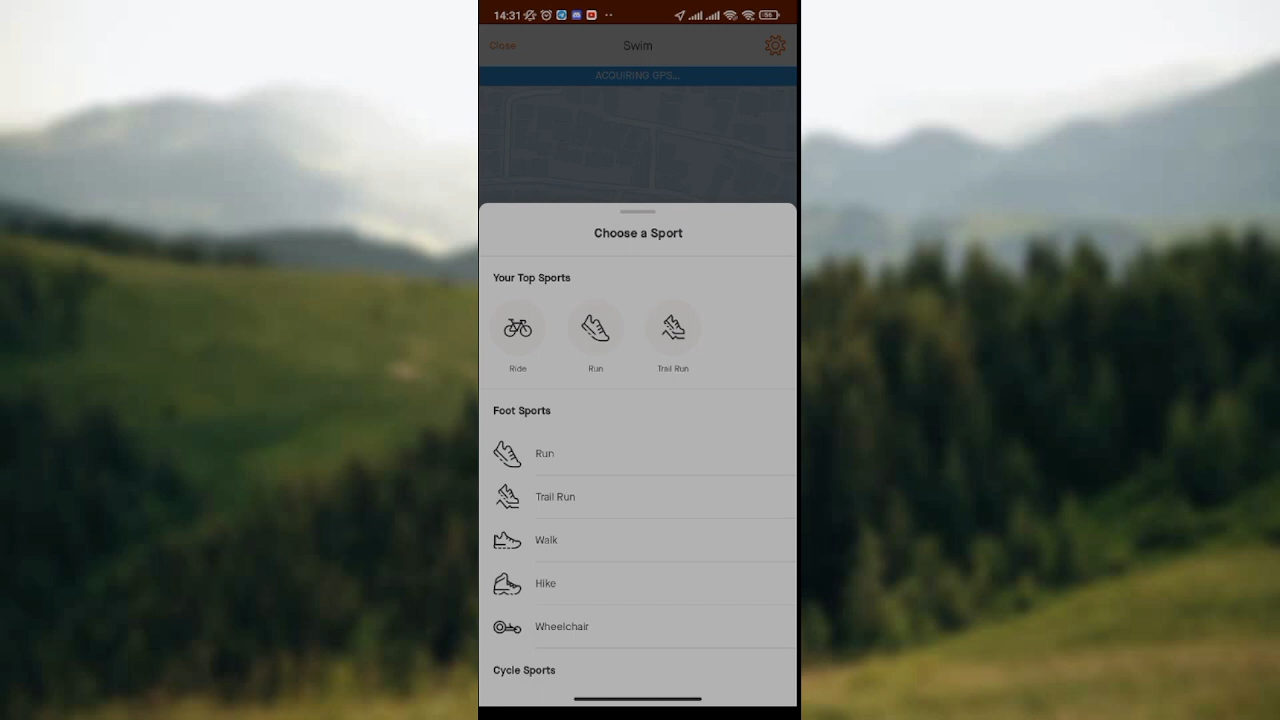 14:31
56
Close
Swim
ACQUIRING GPS...
Choose a Sport
Your Top Sports
Ride
Run
Trail Run
Foot Sports
Run
Trail Run
Walk
Hike
Wheelchair
Cycle Sports